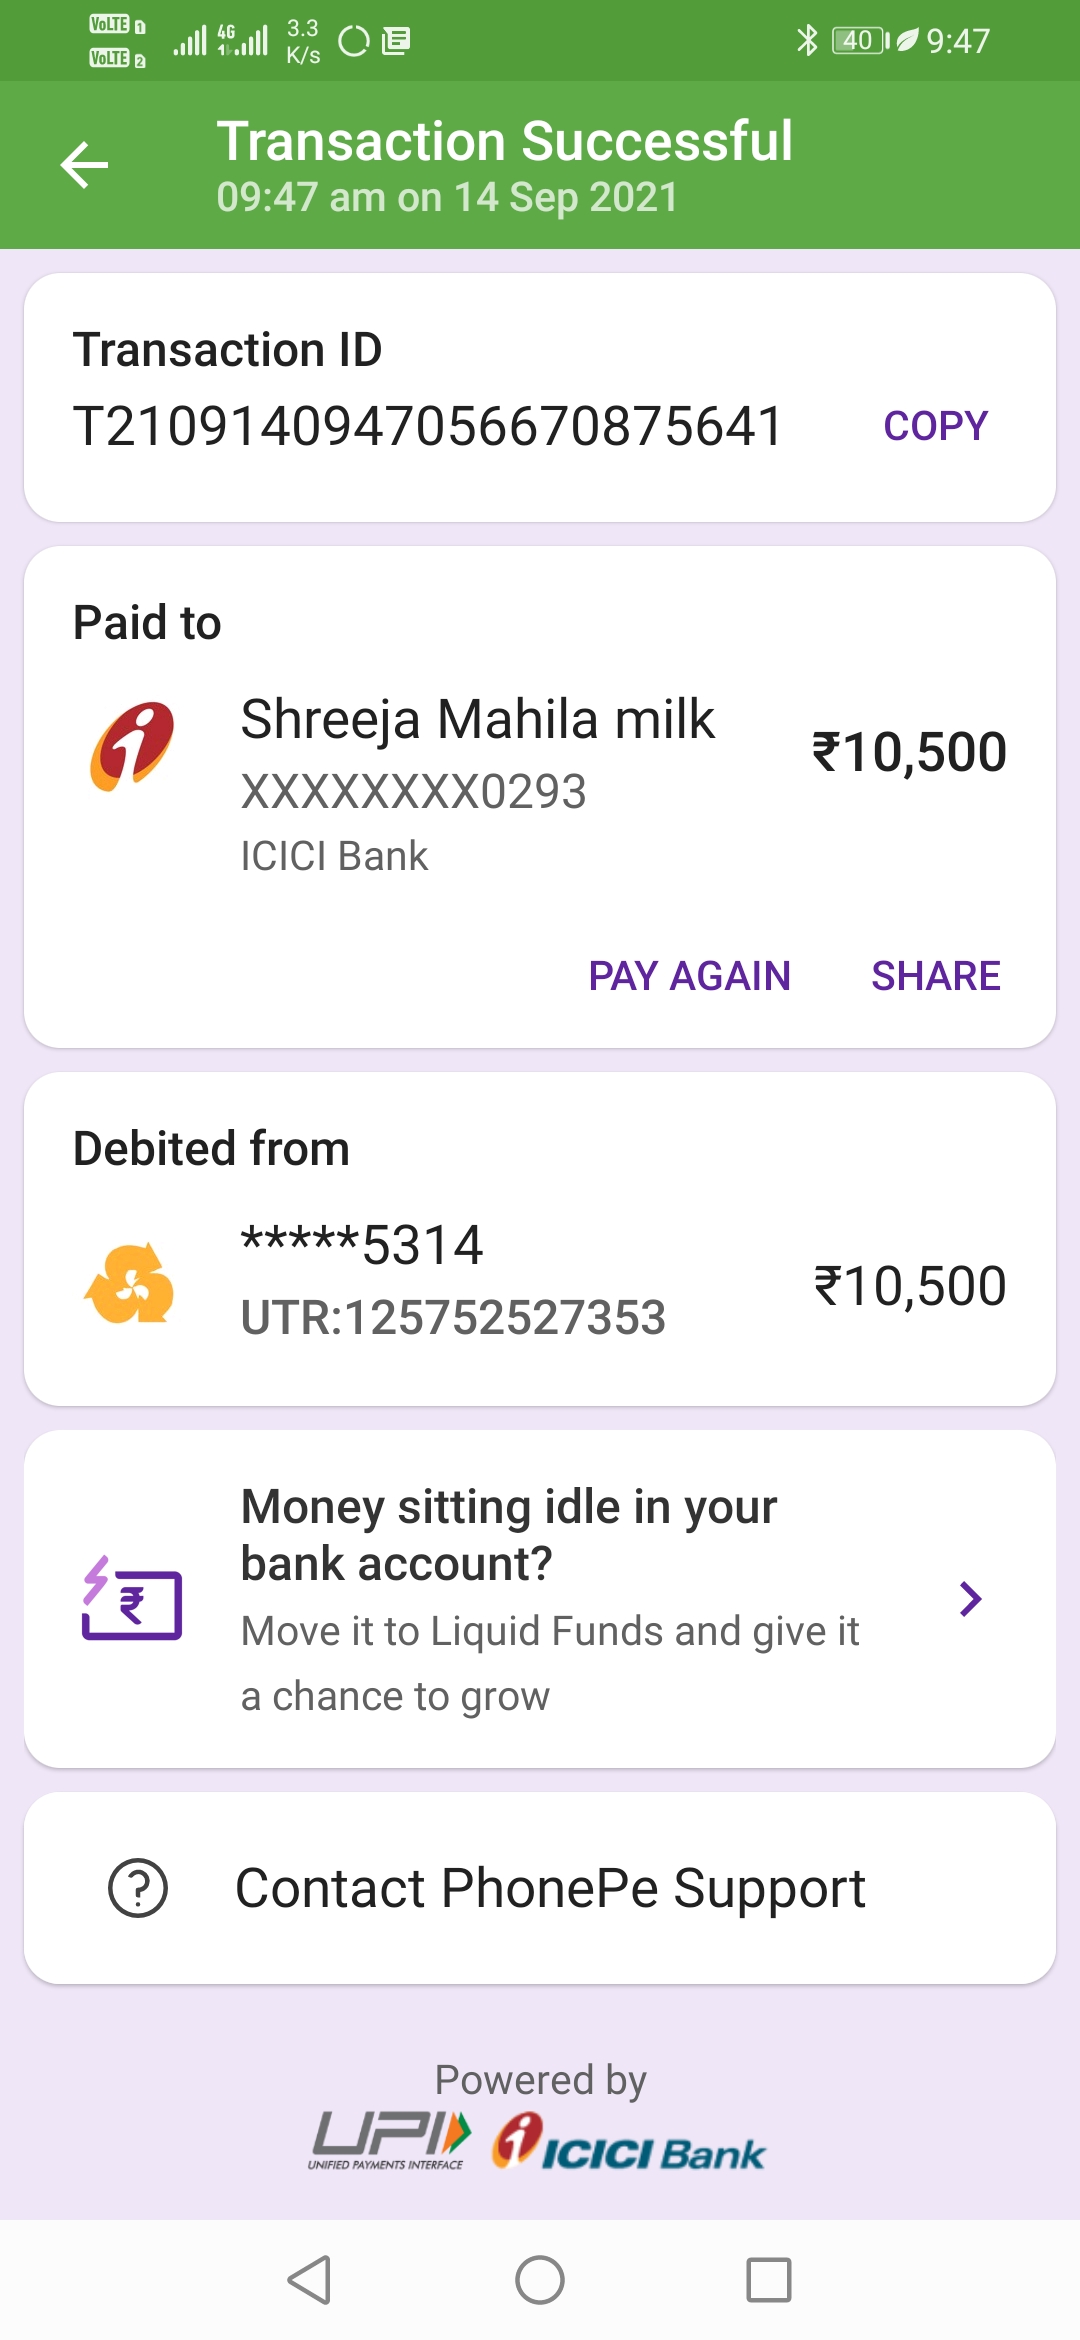 VoLTE 1
VoLTE 2
4G
3.3
K/s
40
9:47
Transaction Successful
09:47 am on 14 Sep 2021
Transaction ID
T2109140947056670875641
COPY
Paid to
Shreeja Mahila milk
XXXXXXXX0293
₹10,500
ICICI Bank
PAY AGAIN
SHARE
Debited from
*****5314
UTR:125752527353
₹10,500
Money sitting idle in your
bank account?
Move it to Liquid Funds and give it
a chance to grow
Contact PhonePe Support
Powered by
UPI
UNIFIED PAYMENTS INTERFACE
ICICI Bank